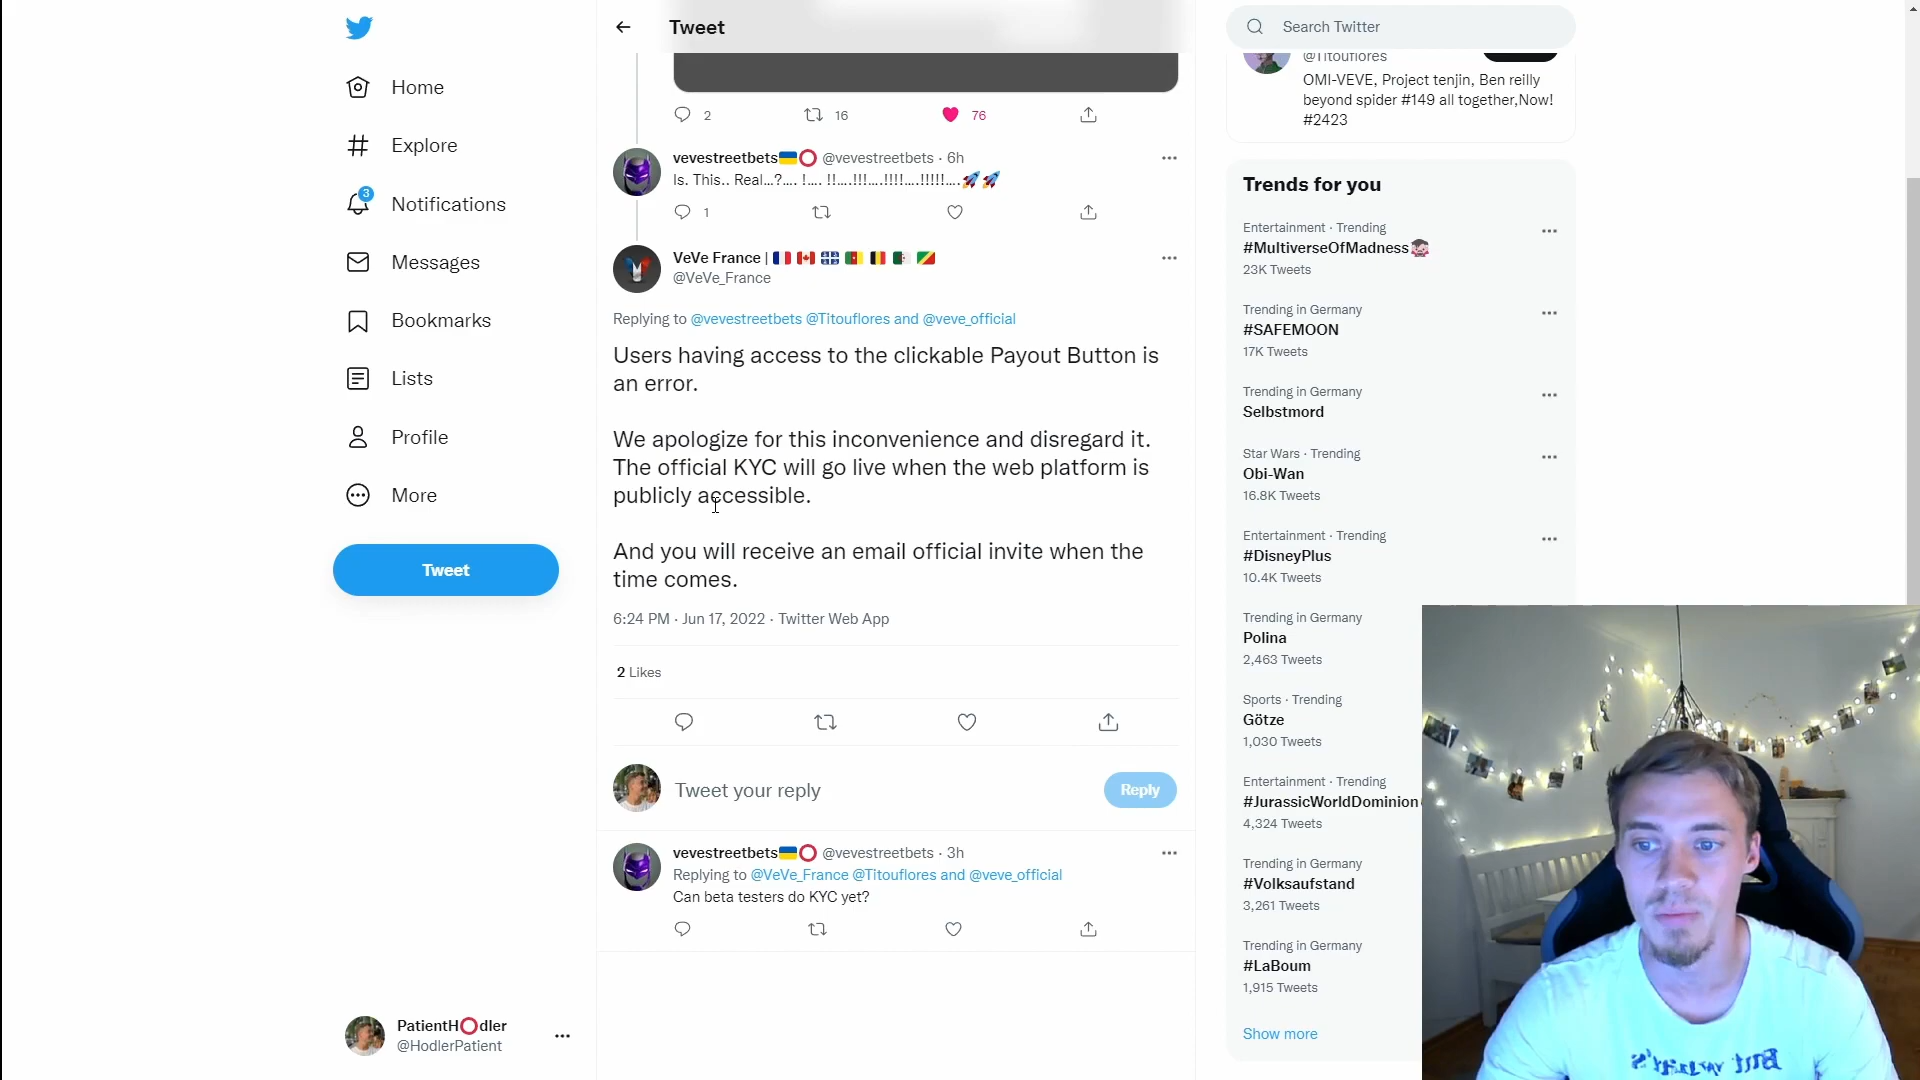 Home
Explore
3
Notifications
Messages
Bookmarks
Lists
Profile
More
Tweet
PatientH⭕dler
@HodlerPatient
Tweet
2 16 76
vevestreetbets🇺🇦⭕ @vevestreetbets · 6h
Is. This.. Real...?.... !.... !!....!!!....!!!!....!!!!!....🚀🚀
1
VeVe France |
@VeVe_France
Replying to @vevestreetbets @Titouflores and @veve_official
Users having access to the clickable Payout Button is
an error.
We apologize for this inconvenience and disregard it.
The official KYC will go live when the web platform is
publicly accessible.
And you will receive an email official invite when the
time comes.
6:24 PM · Jun 17, 2022 · Twitter Web App
2 Likes
Tweet your reply
Reply
vevestreetbets🇺🇦⭕ @vevestreetbets · 3h
Replying to @VeVe_France @Titouflores and @veve_official
Can beta testers do KYC yet?
Search Twitter
@Titouflores
OMI-VEVE, Project tenjin, Ben reilly
beyond spider #149 all together,Now!
#2423
Trends for you
Entertainment · Trending
#MultiverseOfMadness
23K Tweets
Trending in Germany
#SAFEMOON
17K Tweets
Trending in Germany
Selbstmord
Star Wars · Trending
Obi-Wan
16.8K Tweets
Entertainment · Trending
#DisneyPlus
10.4K Tweets
Trending in Germany
Polina
2,463 Tweets
Sports · Trending
Götze
1,030 Tweets
Entertainment · Trending
#JurassicWorldDominion
4,324 Tweets
Trending in Germany
#Volksaufstand
3,261 Tweets
Trending in Germany
#LaBoum
1,915 Tweets
Show more